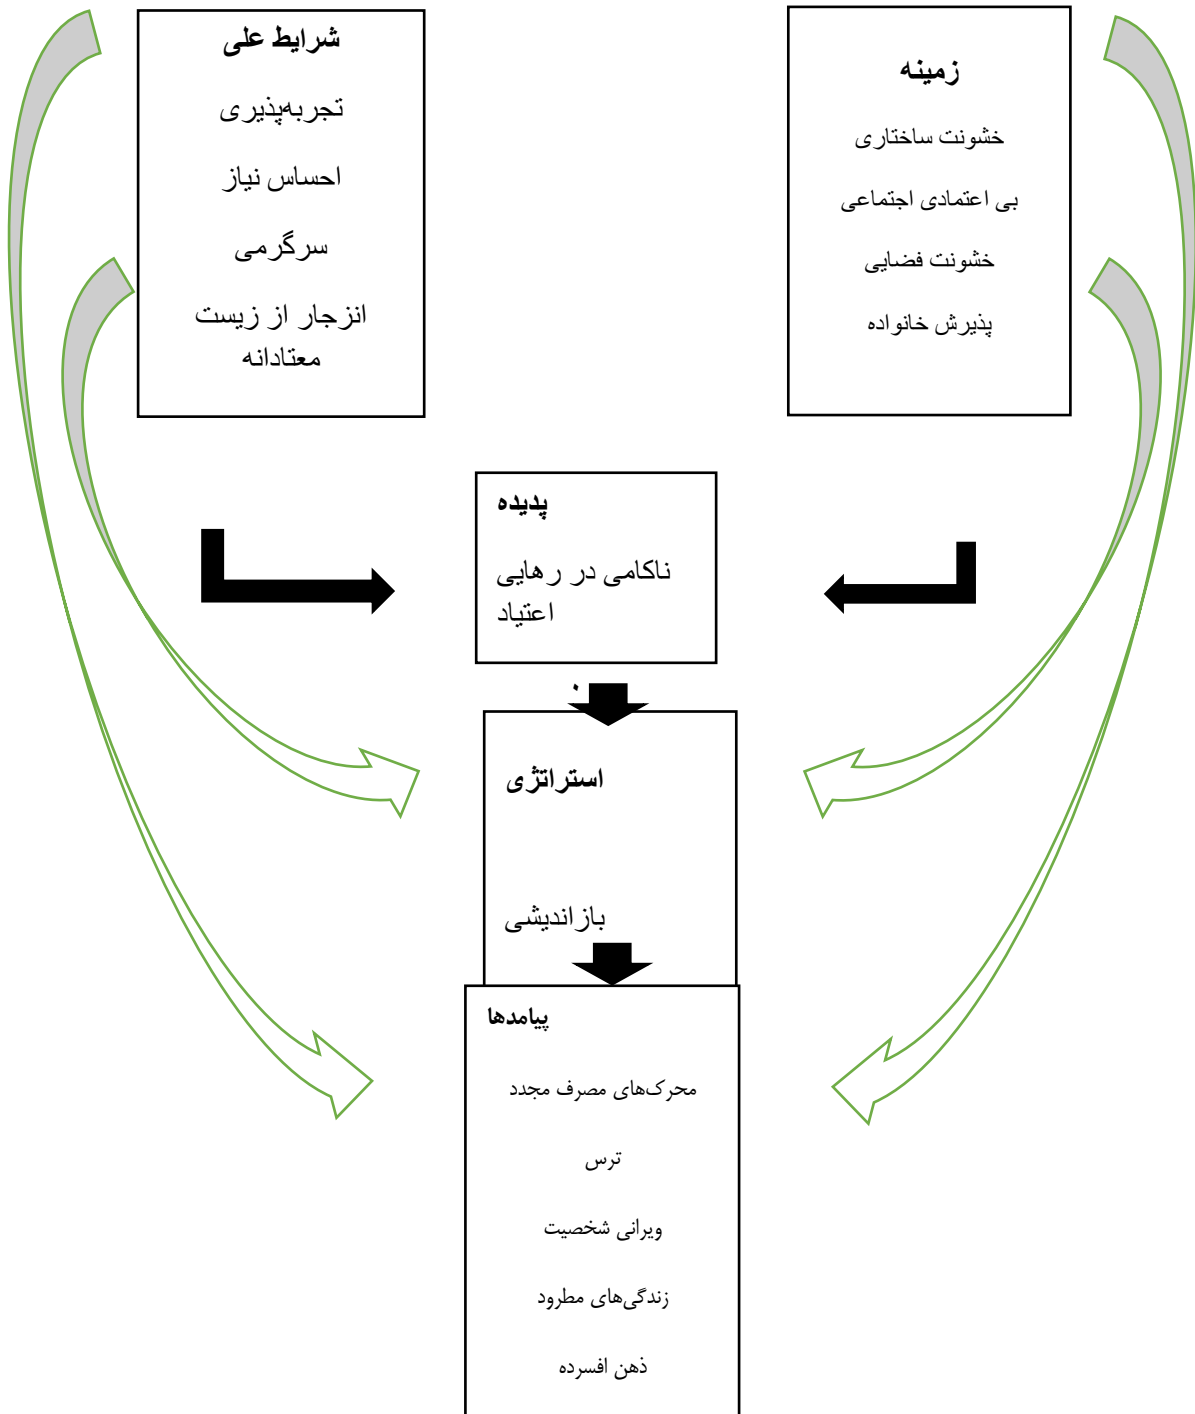 زمینه
خشونت ساختاری
بی اعتمادی اجتماعی
خشونت فضایی
پذیرش خانواده
شرایط علی
تجربه‌پذیری
احساس نیاز
سرگرمی
انزجار از زیست
معتادانه
پدیده
ناکامی در رهایی
اعتیاد
.
استراتژی
بازاندیشی
پیامدها
محرک‌های مصرف مجدد
ترس
ویرانی شخصیت
زندگی‌های مطرود
ذهن افسرده